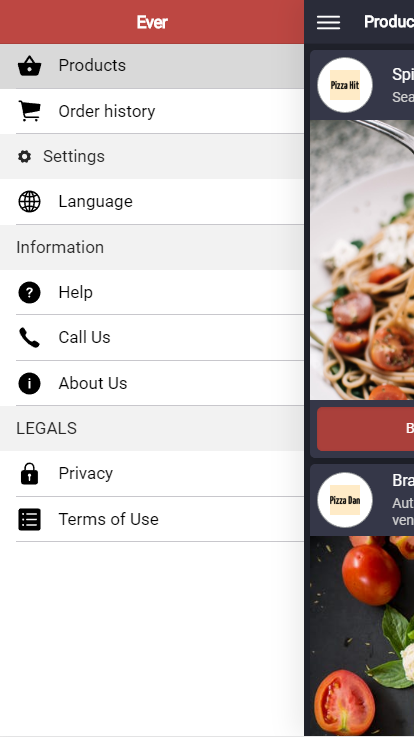 Ever
Products
Order history
Settings
Language
Information
Help
Call Us
About Us
LEGALS
Privacy
Terms of Use
Produc
Pizza Hit
Spi
Sea
B
Pizza Dan
Bra
Aut
ven